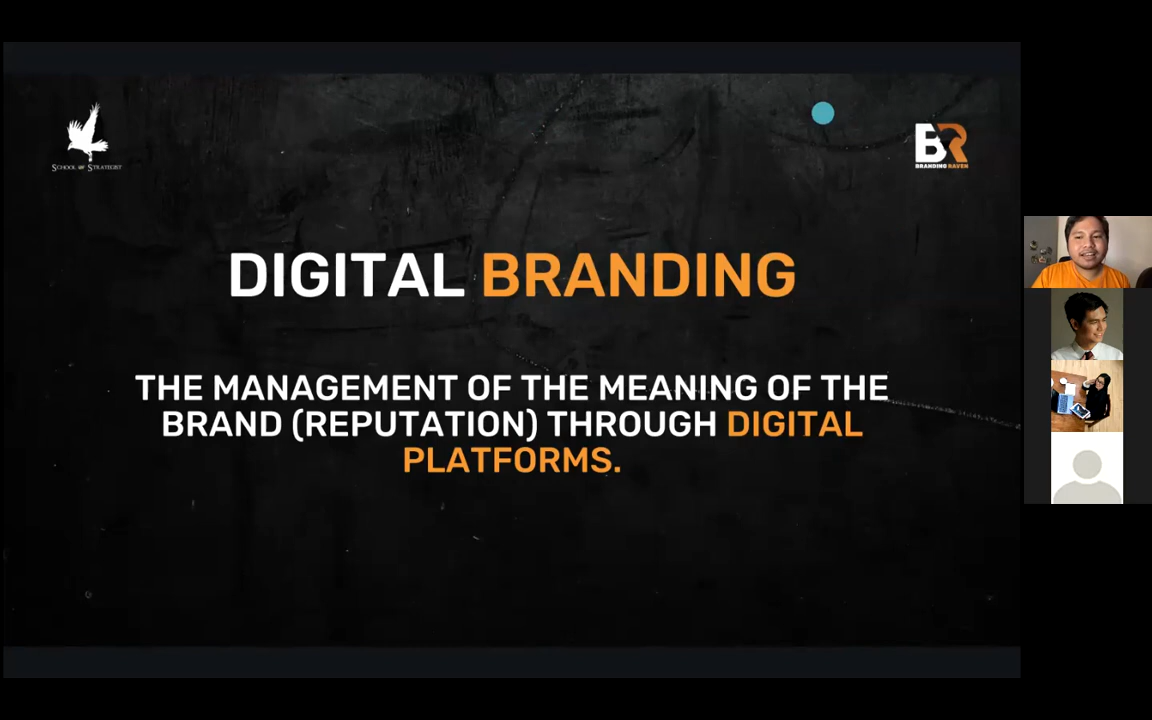 SCHOOL OF STRATEGIST
BR
BRANDING RAVEN
DIGITAL BRANDING
THE MANAGEMENT OF THE MEANING OF THE
BRAND (REPUTATION) THROUGH DIGITAL
PLATFORMS.